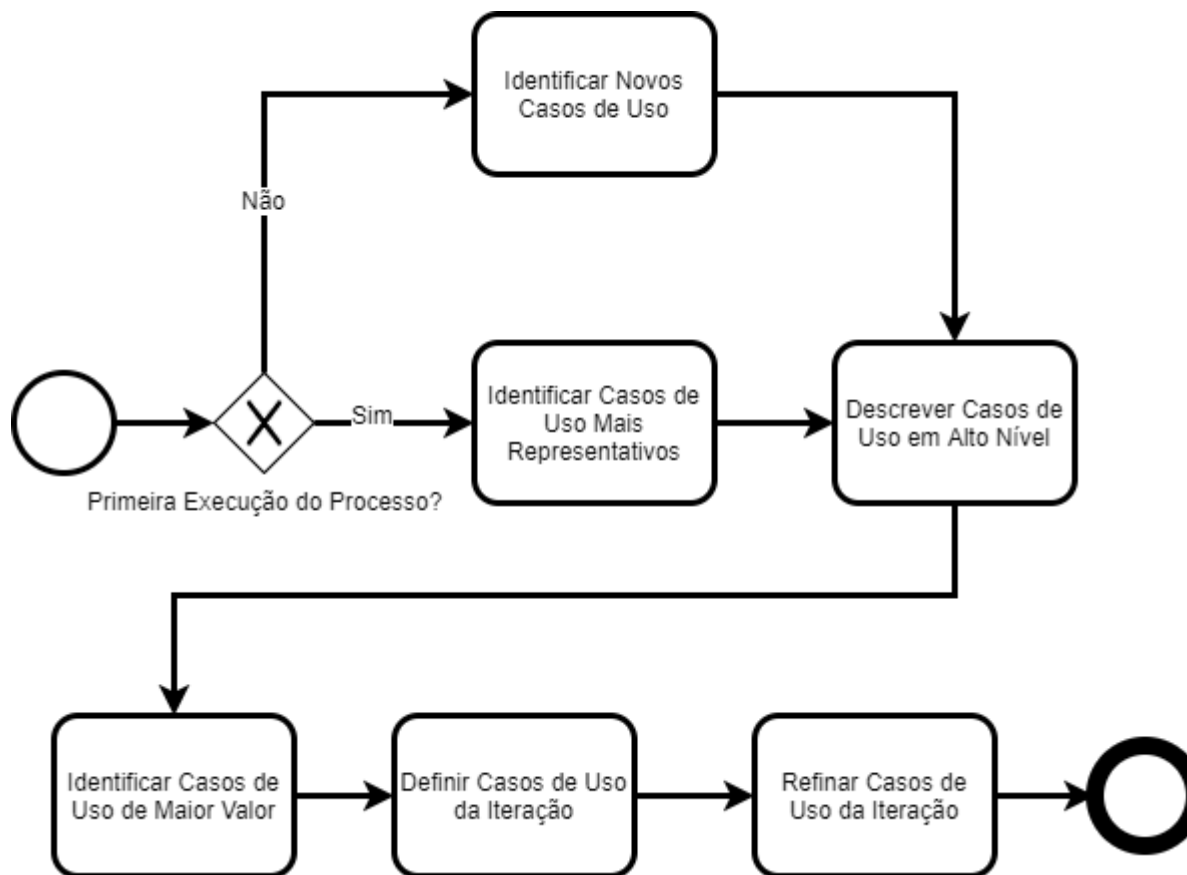 Identificar Novos
Casos de Uso
Não
Sim
Identificar Casos de
Uso Mais
Representativos
Descrever Casos de
Uso em Alto Nível
Primeira Execução do Processo?
Identificar Casos de
Uso de Maior Valor
Definir Casos de Uso
da Iteração
Refinar Casos de
Uso da Iteração